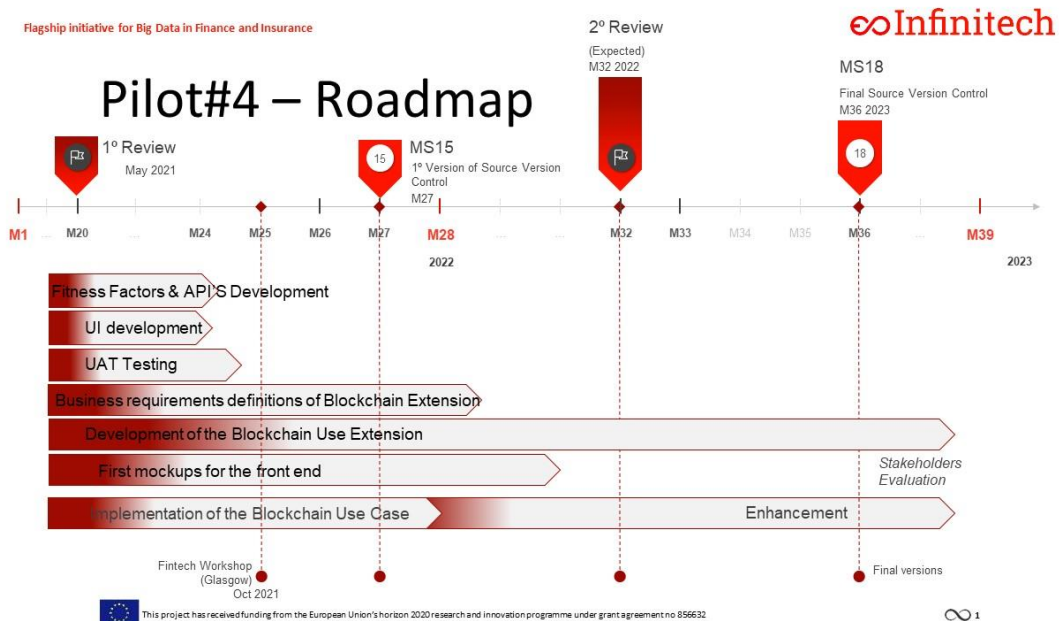 Flagship initiative for Big Data in Finance and Insurance
Infinitech
Pilot#4 – Roadmap
1º Review
May 2021
15
MS15
1º Version of Source Version
Control
M27
2º Review
(Expected)
M32 2022
MS18
Final Source Version Control
M36 2023
18
M1 ... M20 ... M24 M25 M26 M27 M28 ... ... M32 M33 M34 M35 M36 ... M39
2022
2023
Fitness Factors & API'S Development
UI development
UAT Testing
Business requirements definitions of Blockchain Extension
Development of the Blockchain Use Extension
First mockups for the front end
Stakeholders
Evaluation
Implementation of the Blockchain Use Case
Enhancement
Fintech Workshop
(Glasgow)
Oct 2021
Final versions
This project has received funding from the European Union's horizon 2020 research and innovation programme under grant agreement no 856632
1